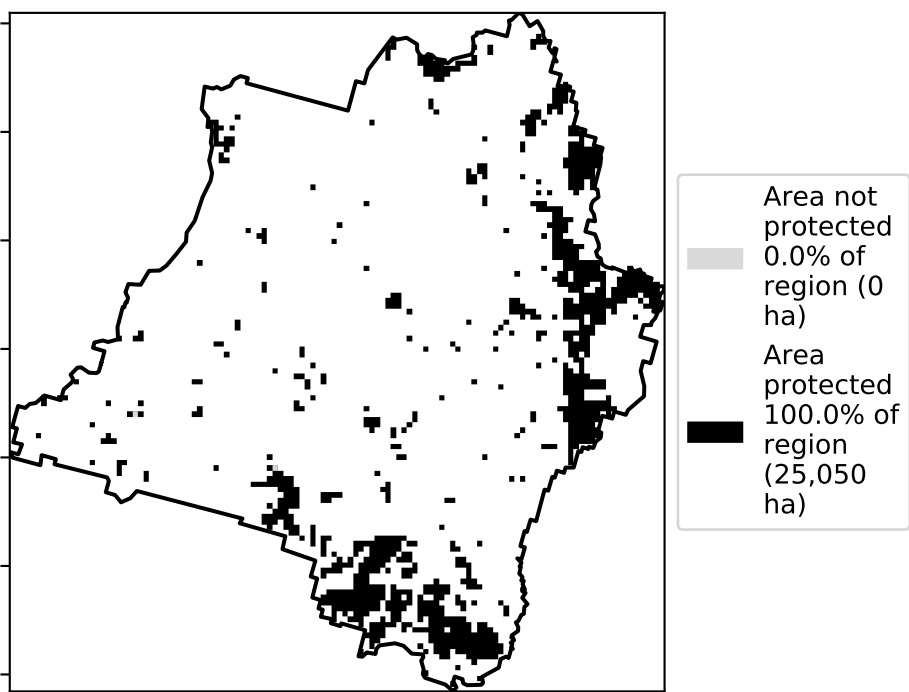 Area not
protected
0.0% of
region (0
ha)
Area
protected
100.0% of
region
(25,050
ha)